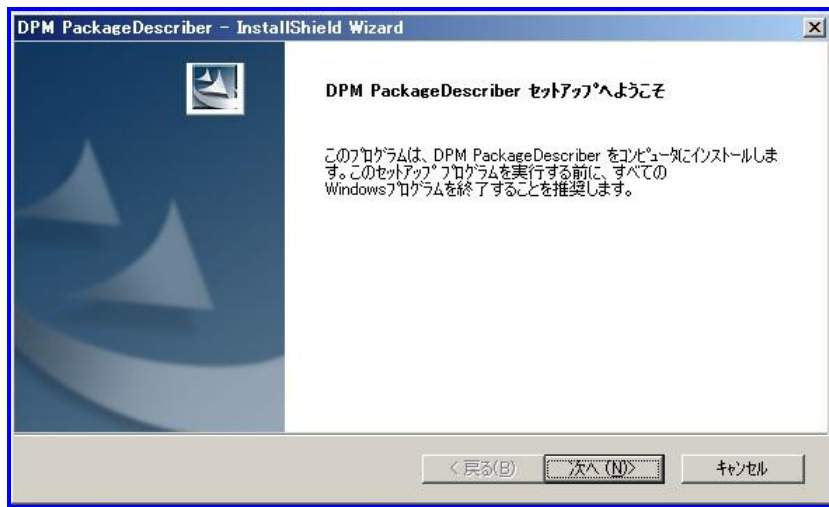 DPM PackageDescriber - InstallShield Wizard
DPM PackageDescriber ｾｯﾄｱｯﾌﾟへようこそ
このﾌﾟﾛｸﾞﾗﾑは、DPM PackageDescriber をｺﾝﾋﾟｭｰﾀにｲﾝｽﾄｰﾙしま
す。このｾｯﾄｱｯﾌﾟ ﾌﾟﾛｸﾞﾗﾑを実行する前に、すべての
Windowsﾌﾟﾛｸﾞﾗﾑを終了することを推奨します。
< 戻る(B)
次へ (N)>
ｷｬﾝｾﾙ